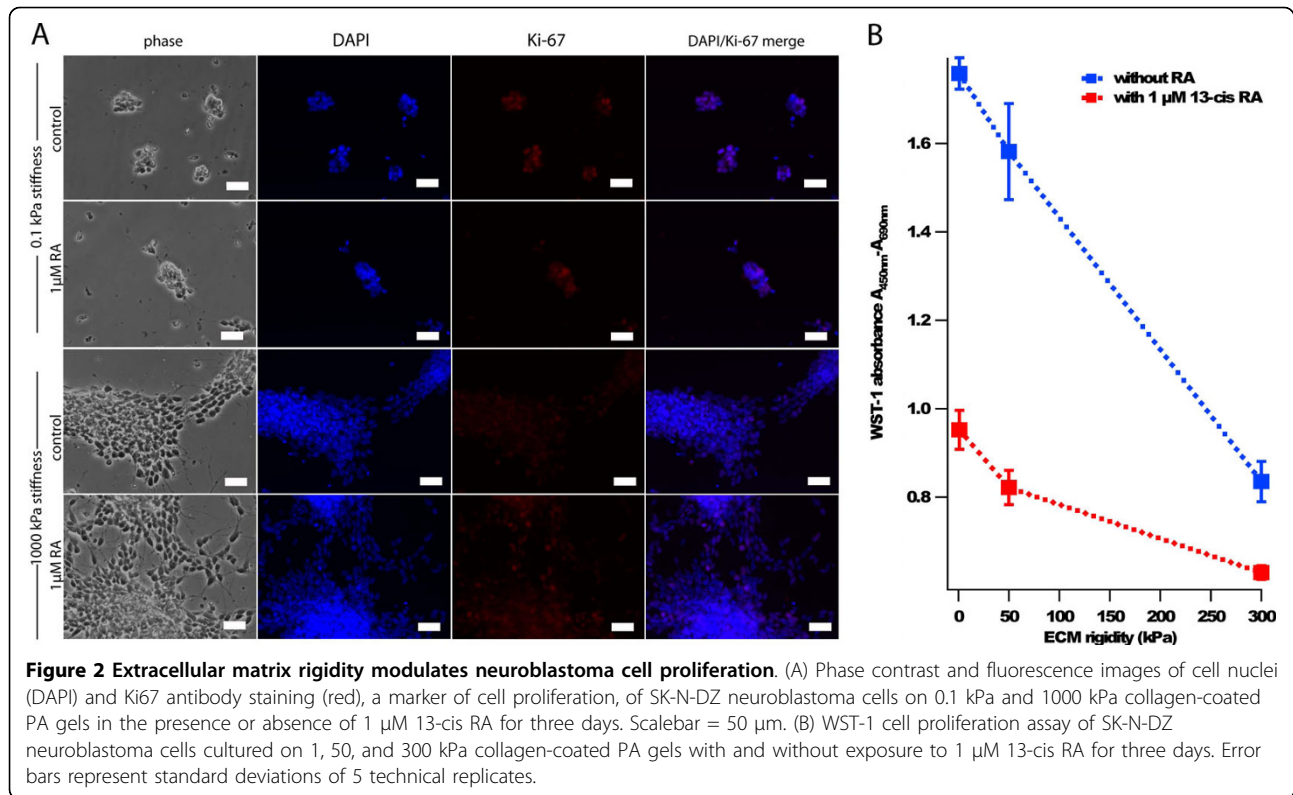 A
phase
DAPI
Ki-67
DAPI/Ki-67 merge
0.1 kPa stiffness
control
1μM RA
1000 kPa stiffness
control
1μM RA
B
without RA
with 1 μM 13-cis RA
WST-1 absorbance A450nm-A690nm
1.6
1.4
1.2
1.0
0.8
0
50
100
150
200
250
300
ECM rigidity (kPa)
Figure 2 Extracellular matrix rigidity modulates neuroblastoma cell proliferation. (A) Phase contrast and fluorescence images of cell nuclei
(DAPI) and Ki67 antibody staining (red), a marker of cell proliferation, of SK-N-DZ neuroblastoma cells on 0.1 kPa and 1000 kPa collagen-coated
PA gels in the presence or absence of 1 μM 13-cis RA for three days. Scalebar = 50 μm. (B) WST-1 cell proliferation assay of SK-N-DZ
neuroblastoma cells cultured on 1, 50, and 300 kPa collagen-coated PA gels with and without exposure to 1 μM 13-cis RA for three days. Error
bars represent standard deviations of 5 technical replicates.